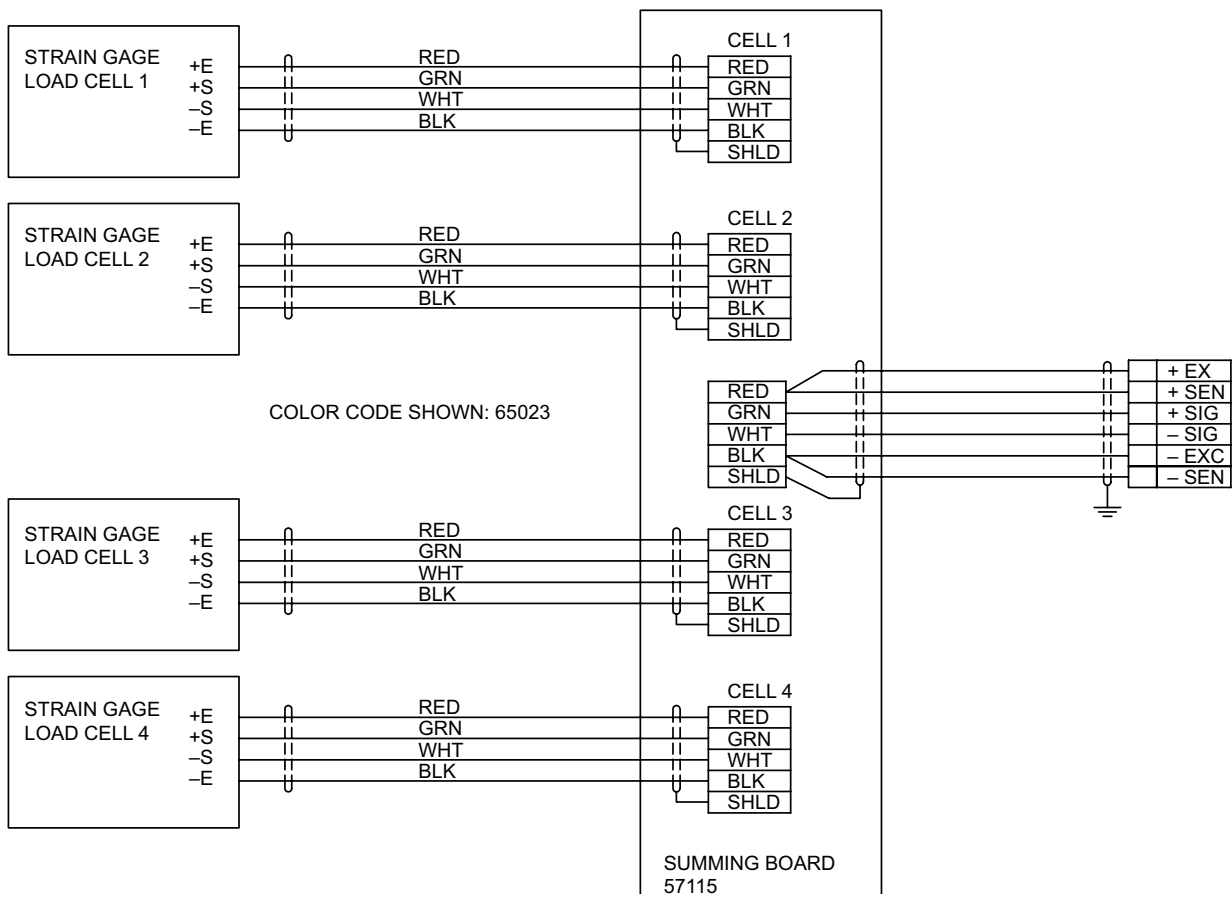 STRAIN GAGE
LOAD CELL 1
+E
+S
–S
–E
RED
GRN
WHT
BLK
CELL 1
RED
GRN
WHT
BLK
SHLD
STRAIN GAGE
LOAD CELL 2
+E
+S
–S
–E
RED
GRN
WHT
BLK
CELL 2
RED
GRN
WHT
BLK
SHLD
COLOR CODE SHOWN: 65023
RED
GRN
WHT
BLK
SHLD
+ EX
+ SEN
+ SIG
– SIG
– EXC
– SEN
STRAIN GAGE
LOAD CELL 3
+E
+S
–S
–E
RED
GRN
WHT
BLK
CELL 3
RED
GRN
WHT
BLK
SHLD
STRAIN GAGE
LOAD CELL 4
+E
+S
–S
–E
RED
GRN
WHT
BLK
CELL 4
RED
GRN
WHT
BLK
SHLD
SUMMING BOARD
57115